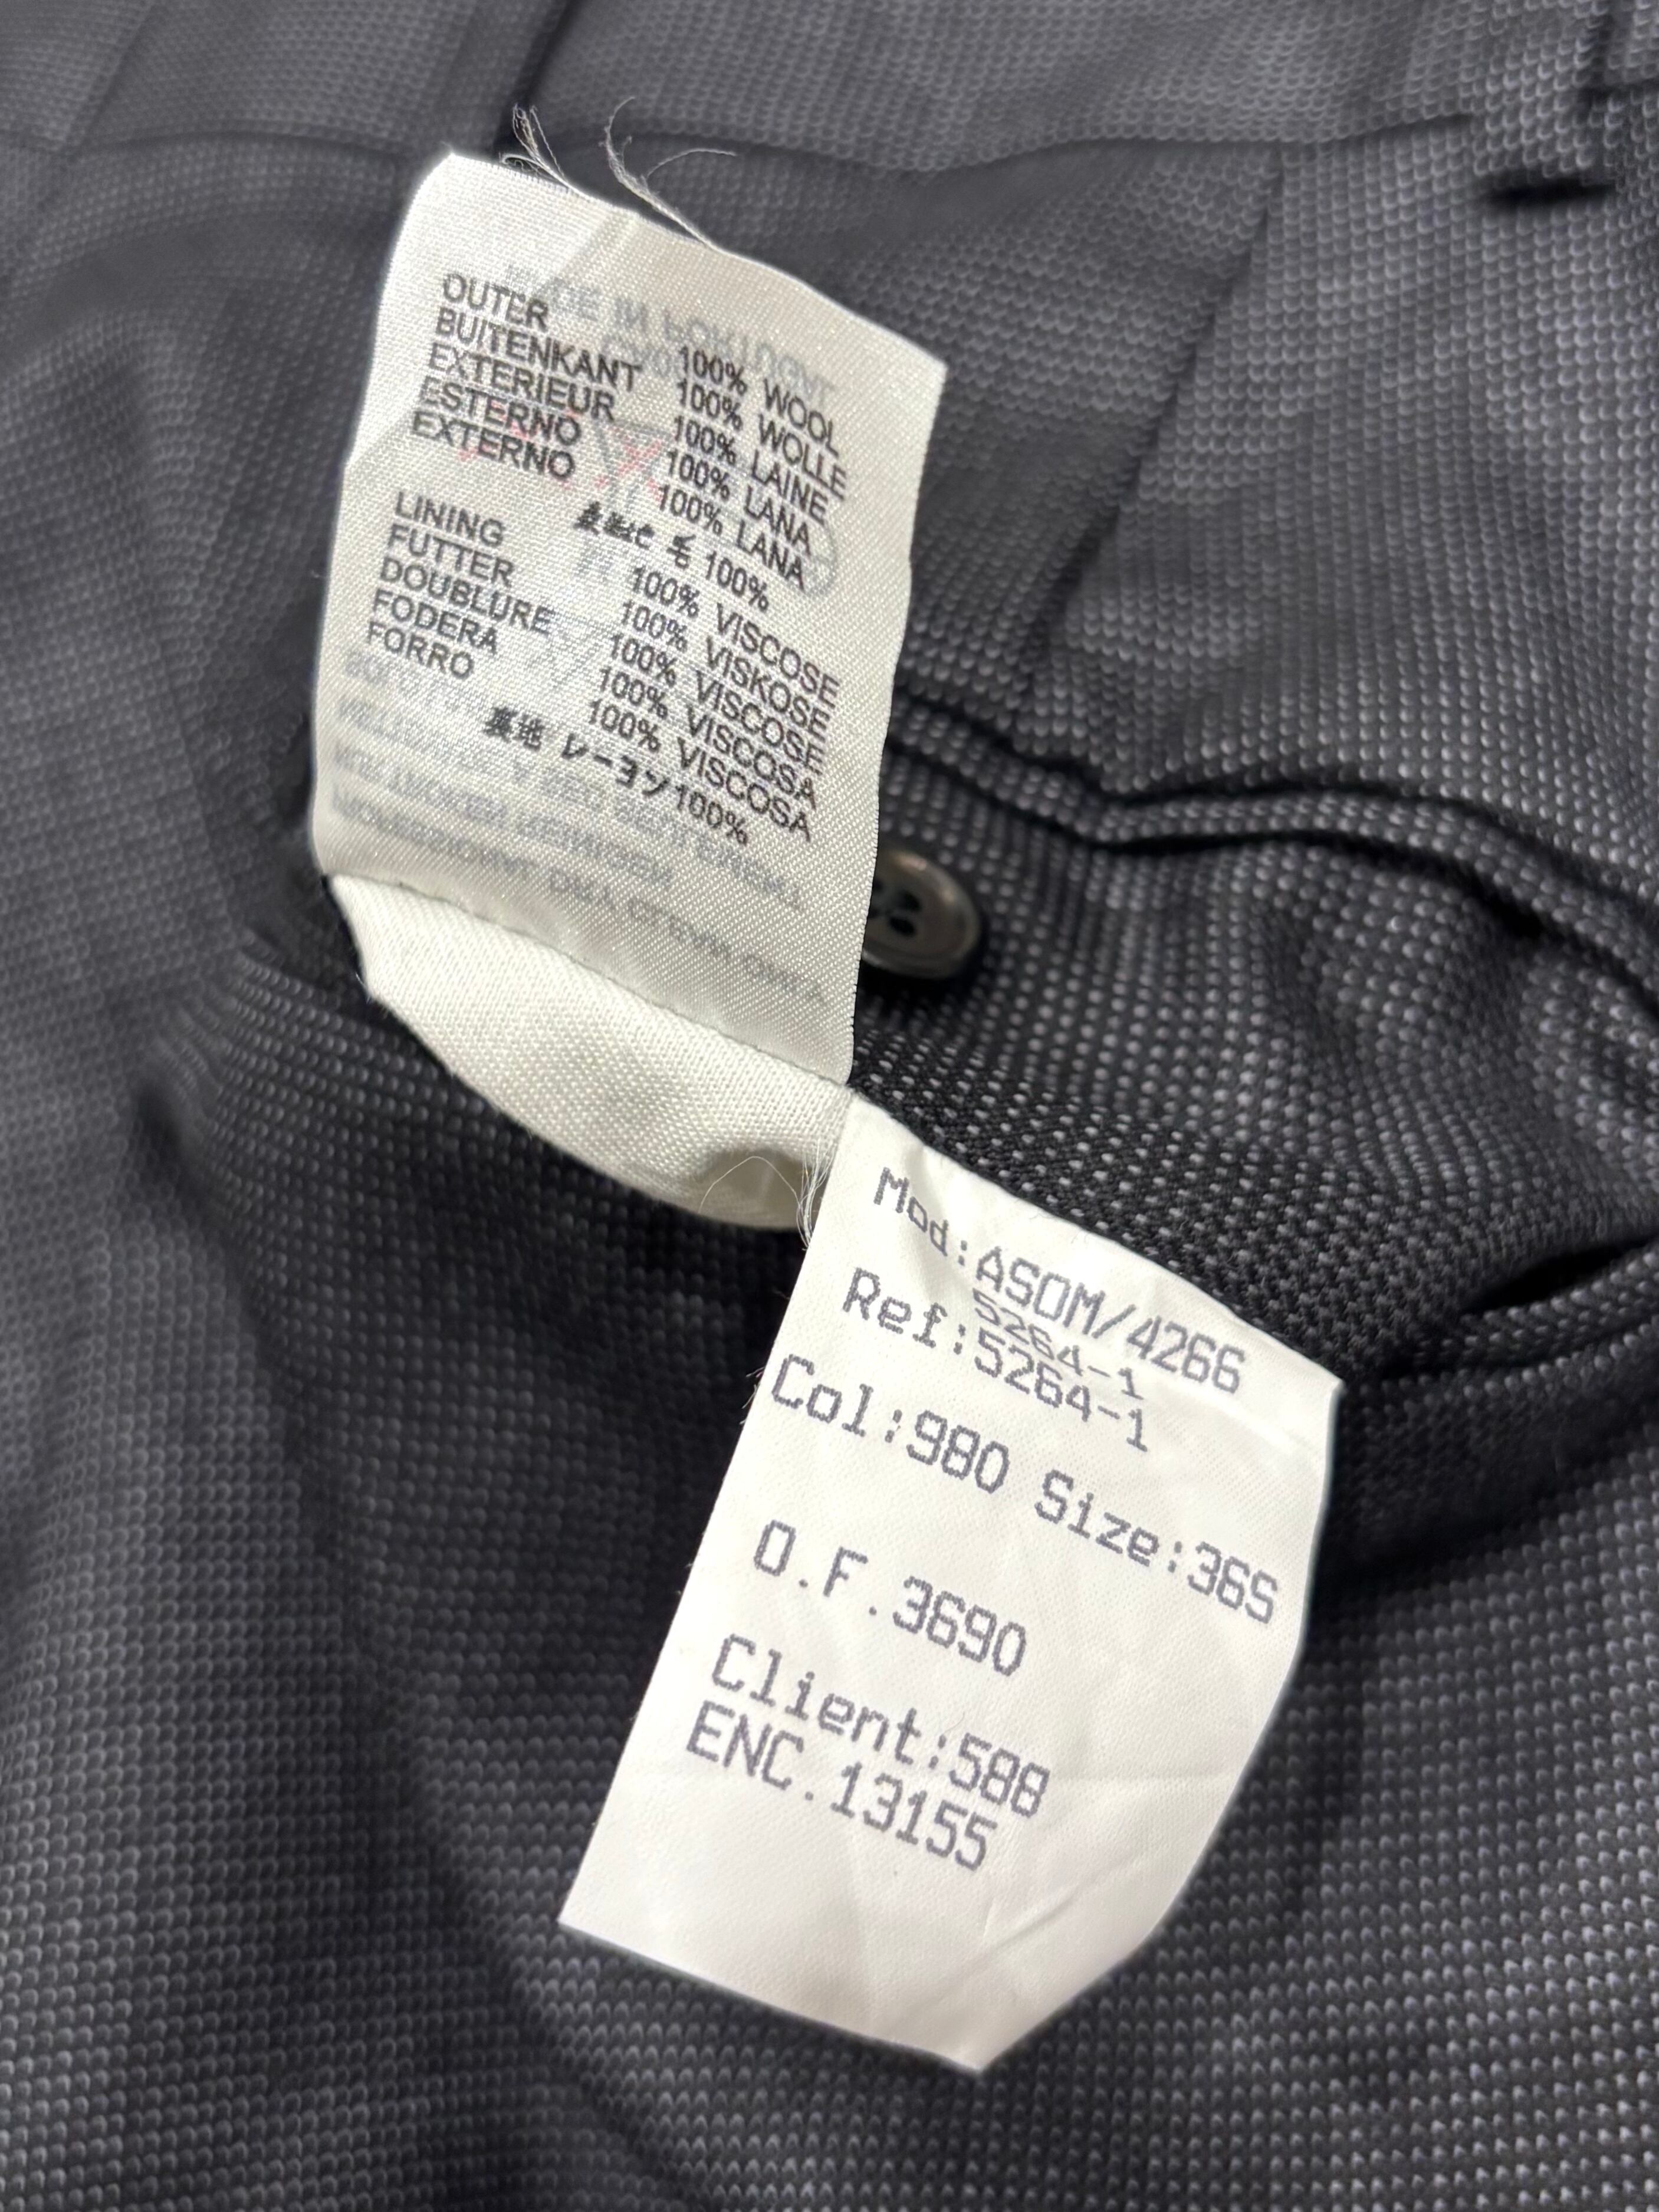 OUTER 100% WOOL
BUITENKANT 100% WOLLE
EXTERIEUR 100% LAINE
ESTERNO 100% LANA
EXTERNO 100% LANA
毛 100%
LINING 100% VISCOSE
FUTTER 100% VISKOSE
DOUBLURE 100% VISCOSE
FODERA 100% VISCOSA
FORRO 100% VISCOSA
裏地 レーヨン100%
MADE IN PORTUGAL
Mod:ASOM/4266
5264-1
Ref:5264-1
Col:980 Size:36S
O.F.3690
Client:588
ENC.13155